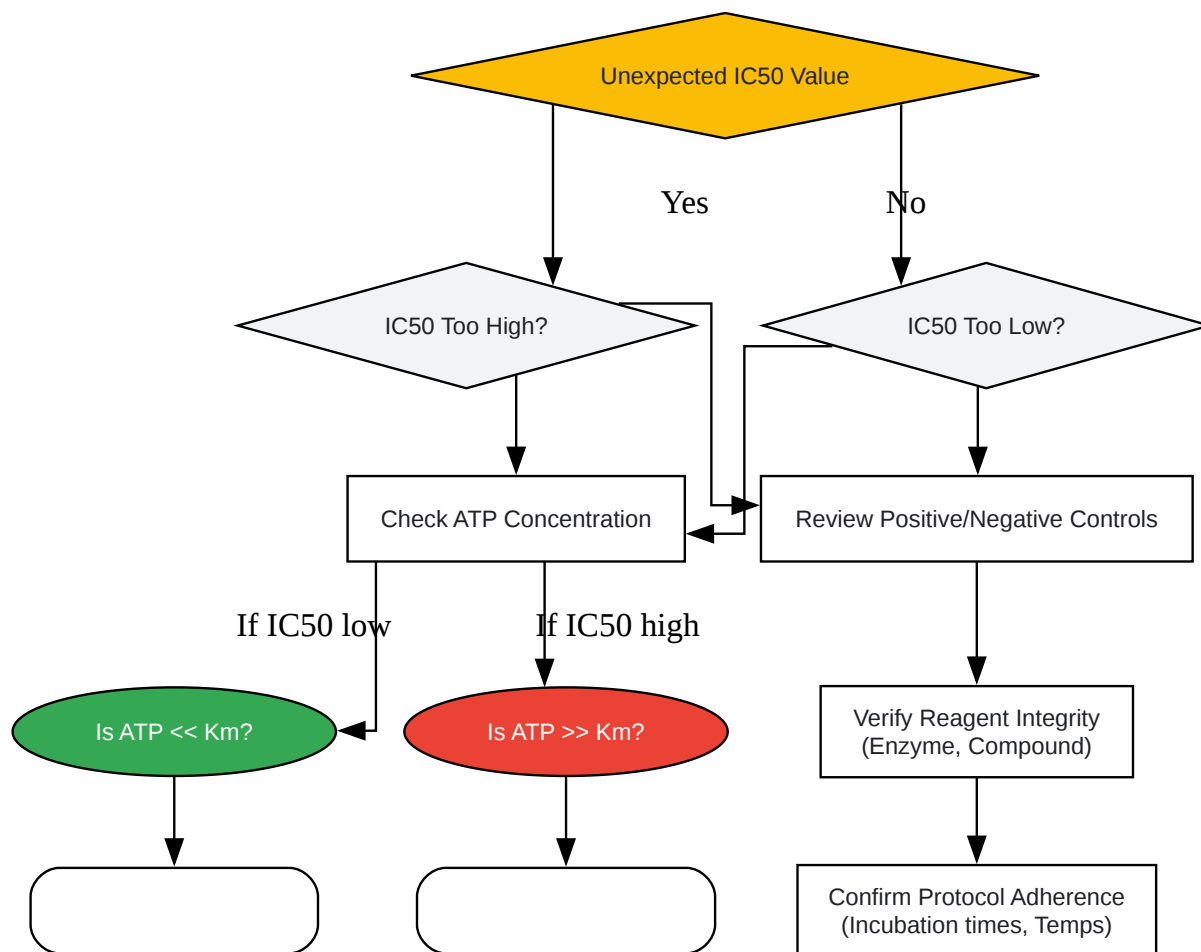 Unexpected IC50 Value
Yes
No
IC50 Too High?
IC50 Too Low?
Check ATP Concentration
Review Positive/Negative Controls
If IC50 low
If IC50 high
Is ATP << Km?
Is ATP >> Km?
Verify Reagent Integrity
(Enzyme, Compound)
Confirm Protocol Adherence
(Incubation times, Temps)